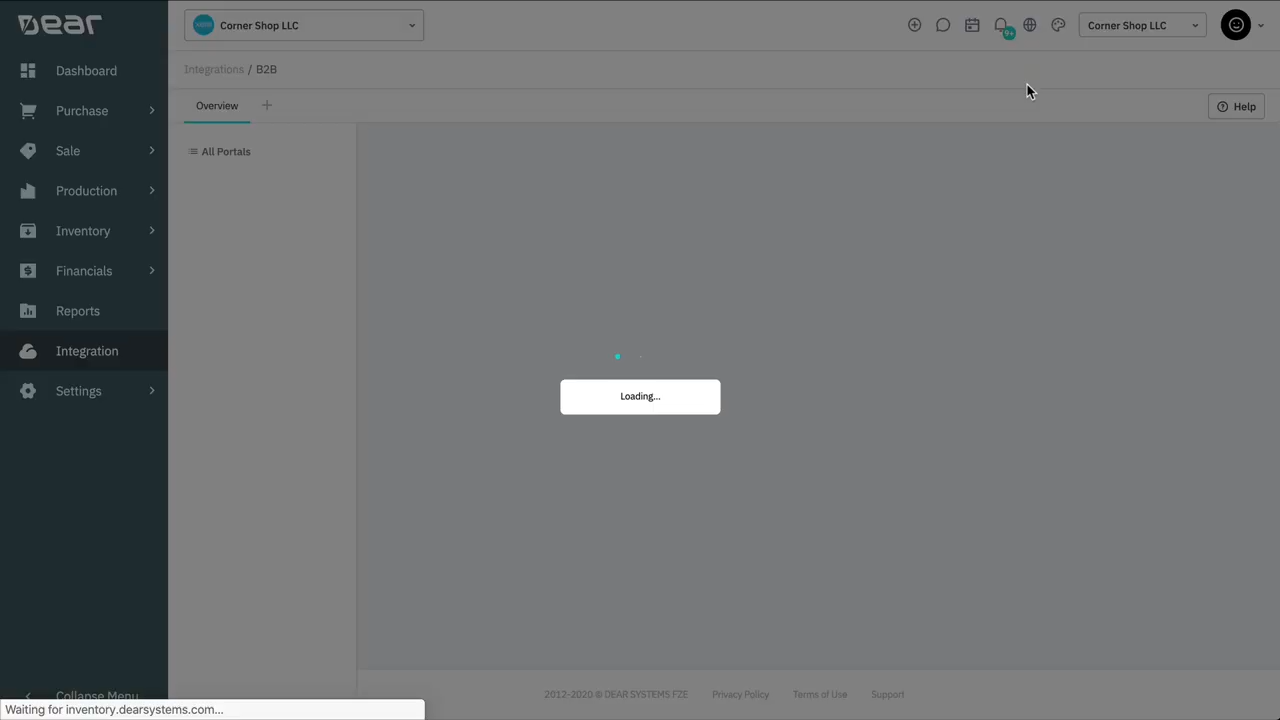 DEAR
Corner Shop LLC
9+
Corner Shop LLC
Integrations / B2B
Overview
Help
All Portals
Dashboard
Purchase
Sale
Production
Inventory
Financials
Reports
Integration
Settings
Collapse Menu
Loading...
2012-2020 © DEAR SYSTEMS FZE
Privacy Policy
Terms of Use
Support
Waiting for inventory.dearsystems.com...